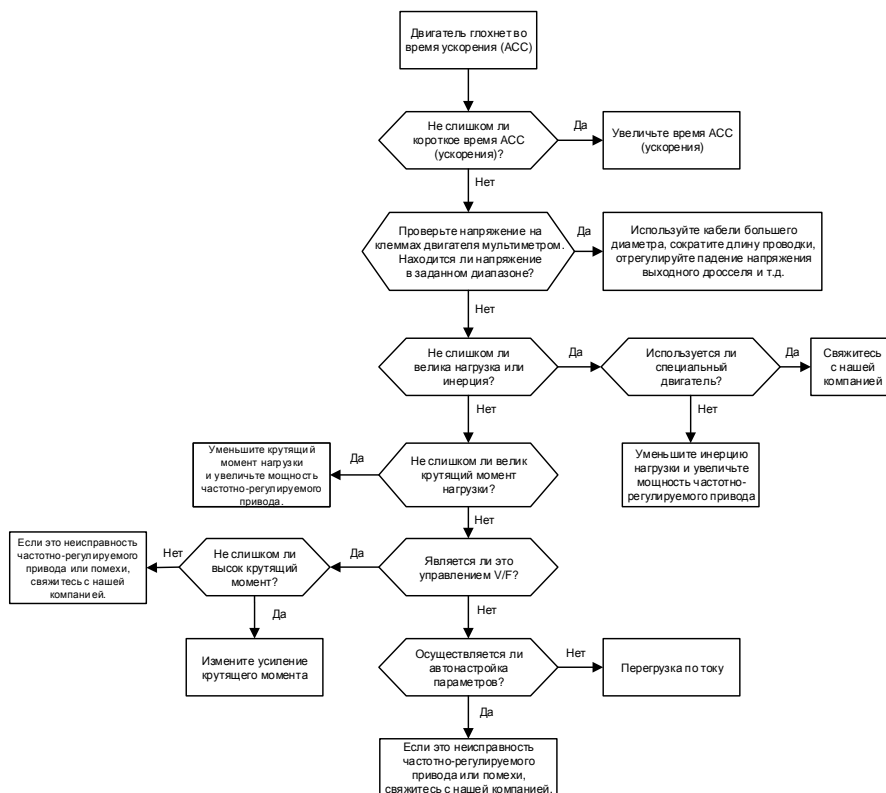 Двигатель глохнет во
время ускорения (ACC)
Не слишком ли
короткое время ACC
(ускорения)?
Да
Увеличьте время ACC
(ускорения)
Нет
Проверьте напряжение на
клеммах двигателя мультиметром.
Находится ли напряжение
в заданном диапазоне?
Да
Используйте кабели большего
диаметра, сократите длину проводки,
отрегулируйте падение напряжения
выходного дросселя и т.д.
Нет
Не слишком ли
велика нагрузка или
инерция?
Да
Используется ли
специальный
двигатель?
Да
Свяжитесь
с нашей
компанией
Нет
Нет
Уменьшите инерцию
нагрузки и увеличьте
мощность частотно-
регулируемого привода
Не слишком ли велик
крутящий момент
нагрузки?
Да
Уменьшите крутящий
момент нагрузки
и увеличьте мощность
частотно-регулируемого
привода.
Нет
Является ли это
управлением V/F?
Да
Не слишком ли
высок крутящий
момент?
Нет
Если это неисправность
частотно-регулируемого
привода или помехи,
свяжитесь с нашей
компанией.
Да
Измените усиление
крутящего момента
Нет
Осуществляется ли
автонастройка
параметров?
Нет
Перегрузка по току
Да
Если это неисправность
частотно-регулируемого
привода или помехи,
свяжитесь с нашей компанией.